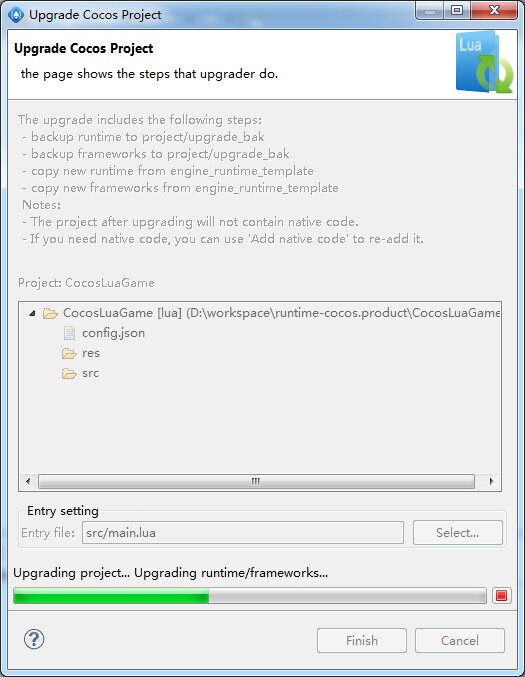 Upgrade Cocos Project
Upgrade Cocos Project
the page shows the steps that upgrader do.
Lua
The upgrade includes the following steps:
- backup runtime to project/upgrade_bak
- backup frameworks to project/upgrade_bak
- copy new runtime from engine_runtime_template
- copy new frameworks from engine_runtime_template
Notes:
- The project after upgrading will not contain native code.
- If you need native code, you can use 'Add native code' to re-add it.
Project: CocosLuaGame
CocosLuaGame [lua] (D:\workspace\runtime-cocos.product\CocosLuaGame
config.json
res
src
Entry setting
Entry file: src/main.lua Select...
Upgrading project... Upgrading runtime/frameworks...
? Finish Cancel